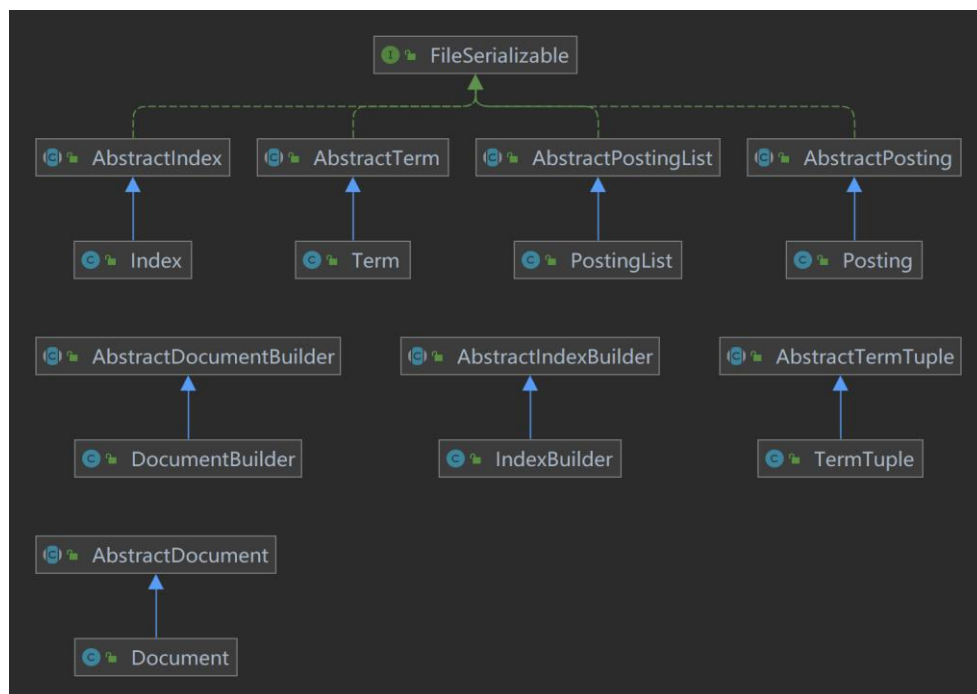 FileSerializable
AbstractIndex
AbstractTerm
AbstractPostingList
AbstractPosting
Index
Term
PostingList
Posting
AbstractDocumentBuilder
AbstractIndexBuilder
AbstractTermTuple
DocumentBuilder
IndexBuilder
TermTuple
AbstractDocument
Document